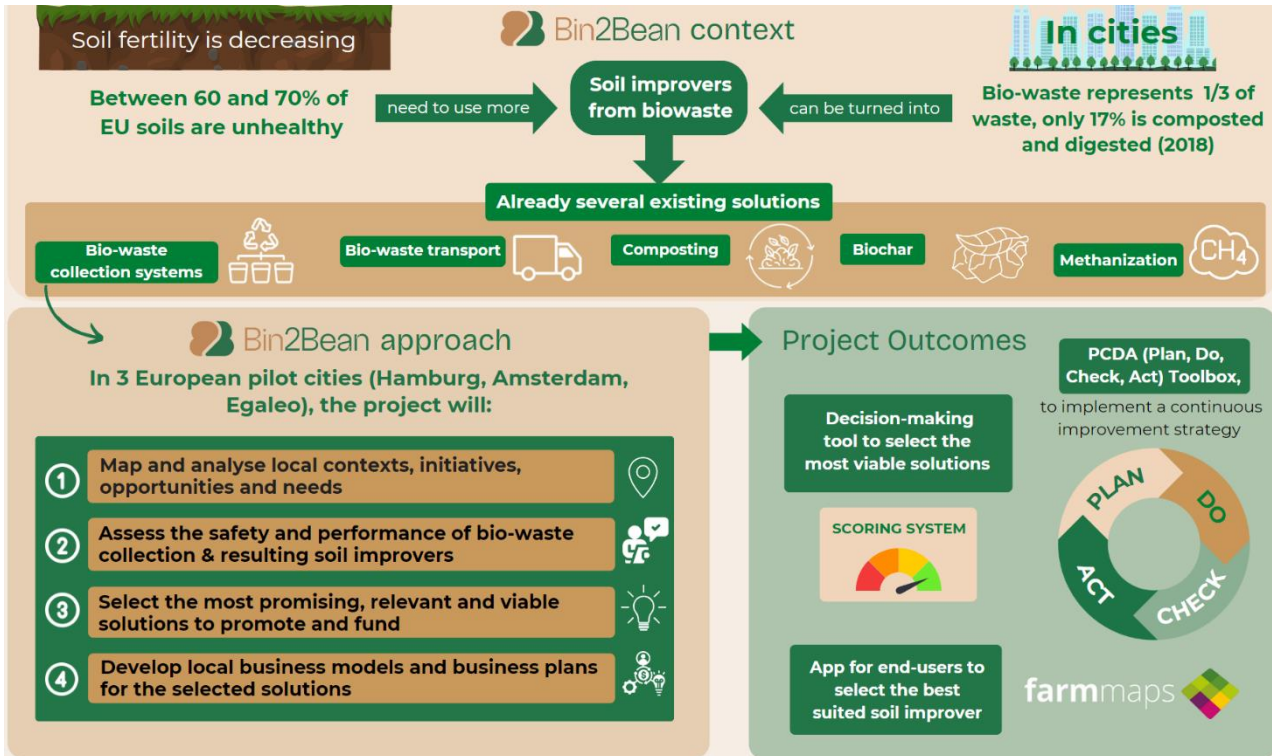 Soil fertility is decreasing
Bin2Bean context
In cities
Between 60 and 70% of
EU soils are unhealthy
need to use more
Soil improvers
from biowaste
can be turned into
Bio-waste represents 1/3 of
waste, only 17% is composted
and digested (2018)
Already several existing solutions
Bio-waste
collection systems
Bio-waste transport
Composting
Biochar
Methanization
CH4
Bin2Bean approach
In 3 European pilot cities (Hamburg, Amsterdam,
Egaleo), the project will:
1
Map and analyse local contexts, initiatives,
opportunities and needs
2
Assess the safety and performance of bio-waste
collection & resulting soil improvers
3
Select the most promising, relevant and viable
solutions to promote and fund
4
Develop local business models and business plans
for the selected solutions
Project Outcomes
Decision-making
tool to select the
most viable solutions
SCORING SYSTEM
App for end-users to
select the best
suited soil improver
PCDA (Plan, Do,
Check, Act) Toolbox,
to implement a continuous
improvement strategy
PLAN
DO
CHECK
ACT
farmmaps